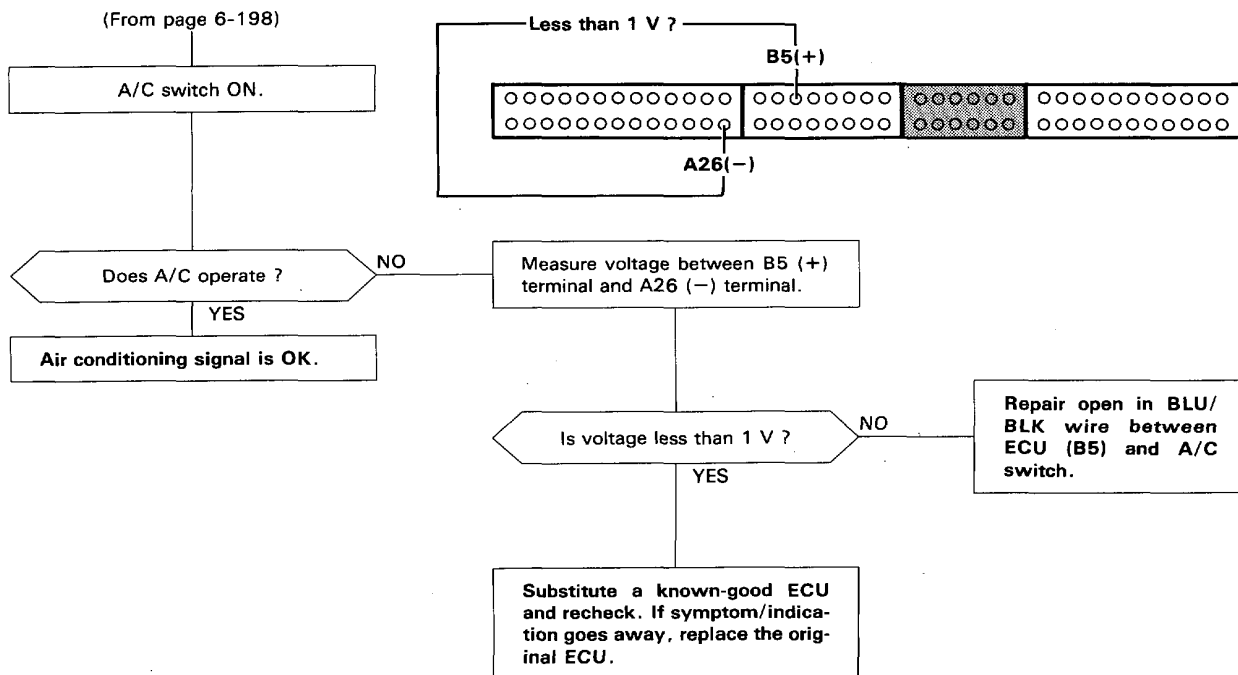 (From page 6-198)
A/C switch ON.
Less than 1 V ?
B5(+)
A26(−)
Does A/C operate ?
NO
YES
Air conditioning signal is OK.
Measure voltage between B5 (+)
terminal and A26 (−) terminal.
Is voltage less than 1 V ?
NO
YES
Repair open in BLU/
BLK wire between
ECU (B5) and A/C
switch.
Substitute a known-good ECU
and recheck. If symptom/indica-
tion goes away, replace the orig-
inal ECU.